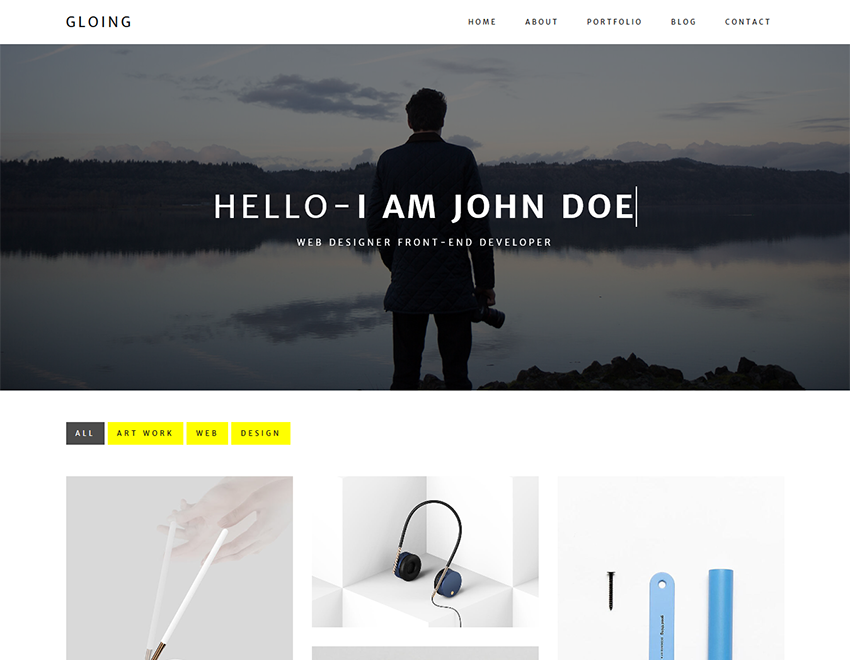 GLOING
HOME ABOUT PORTFOLIO BLOG CONTACT
HELLO-I AM JOHN DOE
WEB DESIGNER FRONT-END DEVELOPER
ALL ART WORK WEB DESIGN